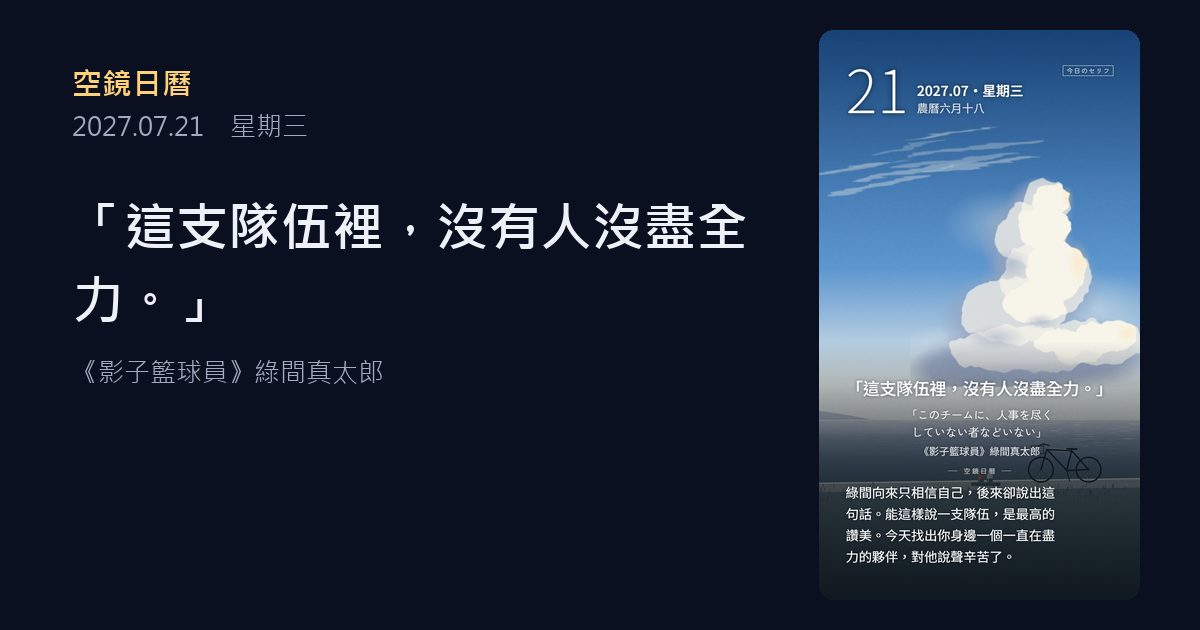 空鏡日曆
2027.07.21　星期三
「這支隊伍裡，沒有人沒盡全
力。」
《影子籃球員》綠間真太郎
21
2027.07・星期三
農曆六月十八
今日のセリフ
「這支隊伍裡，沒有人沒盡全力。」
「このチームに、人事を尽く
していない者などいない」
《影子籃球員》綠間真太郎
— 空鏡日曆 —
綠間向來只相信自己，後來卻說出這
句話。能這樣說一支隊伍，是最高的
讚美。今天找出你身邊一個一直在盡
力的夥伴，對他說聲辛苦了。